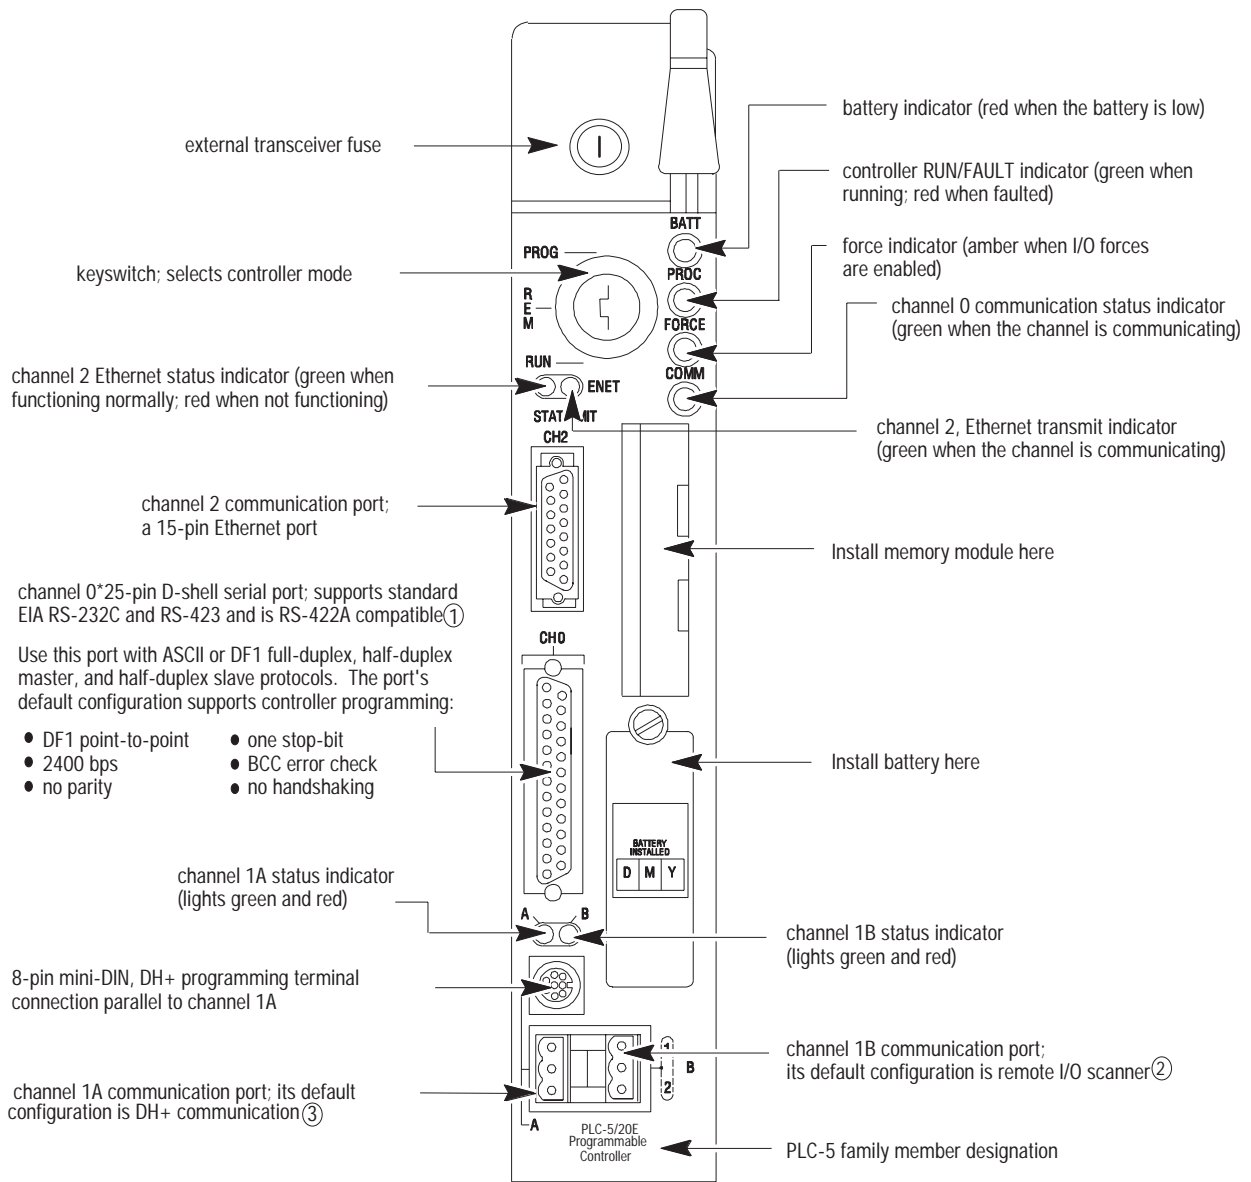 external transceiver fuse
keyswitch; selects controller mode
channel 2 Ethernet status indicator (green when
functioning normally; red when not functioning)
channel 2 communication port;
a 15-pin Ethernet port
channel 0*25-pin D-shell serial port; supports standard
EIA RS-232C and RS-423 and is RS-422A compatible①
Use this port with ASCII or DF1 full-duplex, half-duplex
master, and half-duplex slave protocols. The port's
default configuration supports controller programming:
● DF1 point-to-point
● 2400 bps
● no parity
● one stop-bit
● BCC error check
● no handshaking
channel 1A status indicator
(lights green and red)
8-pin mini-DIN, DH+ programming terminal
connection parallel to channel 1A
channel 1A communication port; its default
configuration is DH+ communication③
PROG
REM
RUN
BATT
PROC
FORCE
COMM
ENET
STAT
CH2
CH0
BATTERY
INSTALLED
D M Y
A B
1
B
2
A
PLC-5/20E
Programmable
Controller
battery indicator (red when the battery is low)
controller RUN/FAULT indicator (green when
running; red when faulted)
force indicator (amber when I/O forces
are enabled)
channel 0 communication status indicator
(green when the channel is communicating)
channel 2, Ethernet transmit indicator
(green when the channel is communicating)
Install memory module here
Install battery here
channel 1B status indicator
(lights green and red)
channel 1B communication port;
its default configuration is remote I/O scanner②
PLC-5 family member designation